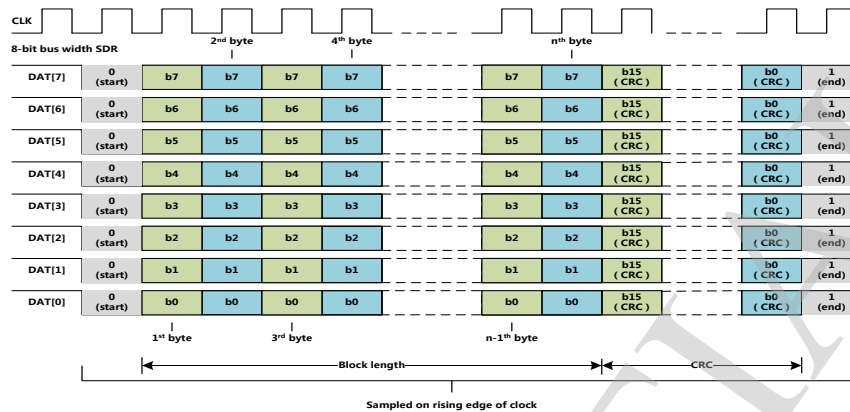 CLK
8-bit bus width SDR
2nd byte 4th byte nth byte
DAT[7] 0 (start) b7 b7 b7 b7 b7 b7 b15 (CRC) b0 (CRC) 1 (end)
DAT[6] 0 (start) b6 b6 b6 b6 b6 b6 b15 (CRC) b0 (CRC) 1 (end)
DAT[5] 0 (start) b5 b5 b5 b5 b5 b5 b15 (CRC) b0 (CRC) 1 (end)
DAT[4] 0 (start) b4 b4 b4 b4 b4 b4 b15 (CRC) b0 (CRC) 1 (end)
DAT[3] 0 (start) b3 b3 b3 b3 b3 b3 b15 (CRC) b0 (CRC) 1 (end)
DAT[2] 0 (start) b2 b2 b2 b2 b2 b2 b15 (CRC) b0 (CRC) 1 (end)
DAT[1] 0 (start) b1 b1 b1 b1 b1 b1 b15 (CRC) b0 (CRC) 1 (end)
DAT[0] 0 (start) b0 b0 b0 b0 b0 b0 b15 (CRC) b0 (CRC) 1 (end)
1st byte 3rd byte n-1th byte
Block length CRC
Sampled on rising edge of clock